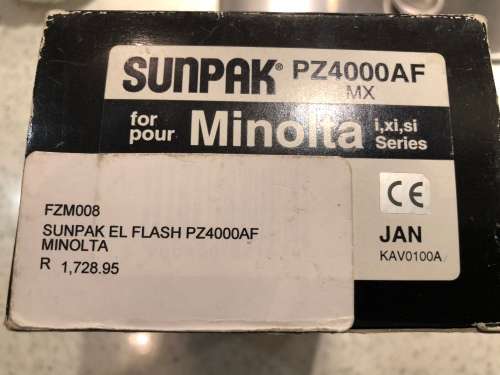 SUNPAK® PZ4000AF
MX
for
pour
Minolta
i,xi,si
Series
FZM008
SUNPAK EL FLASH PZ4000AF
MINOLTA
R 1,728.95
CE
JAN
KAV0100A